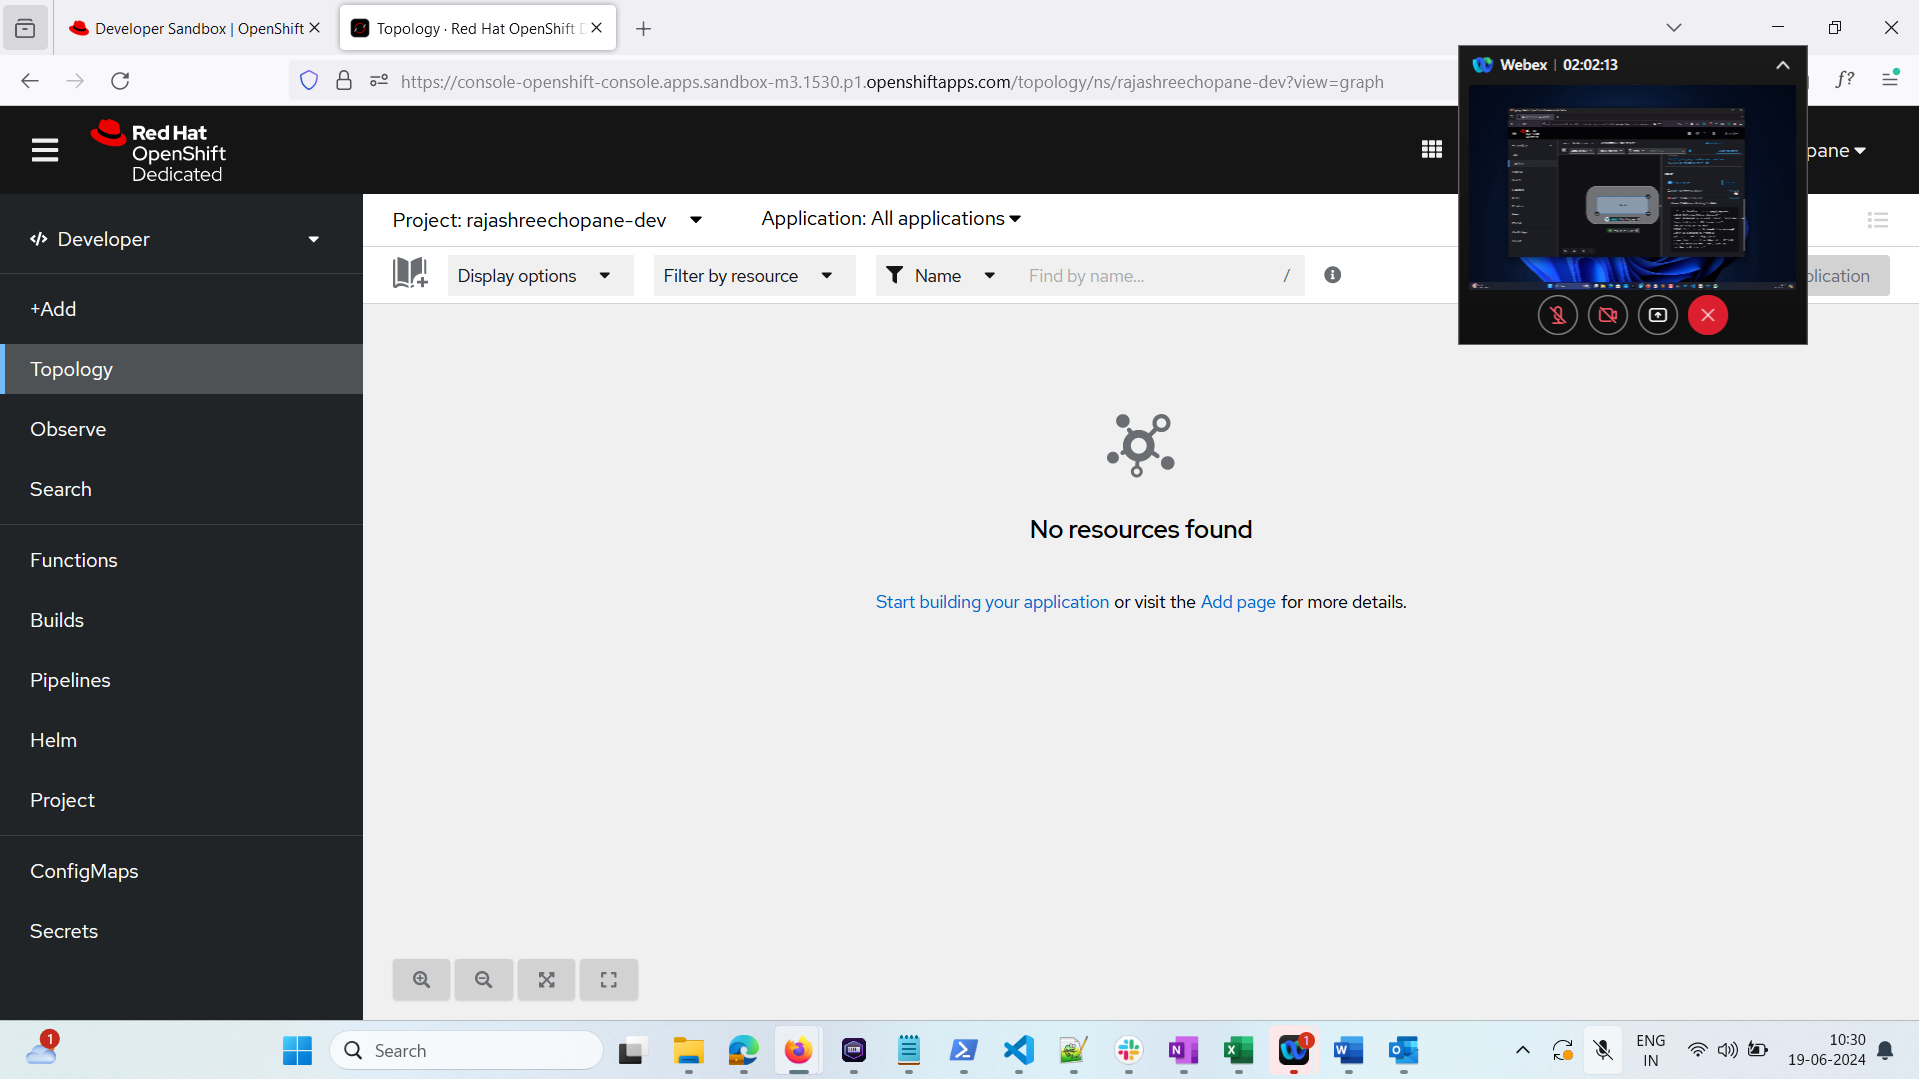 Developer Sandbox | OpenShift
Topology · Red Hat OpenShift D
https://console-openshift-console.apps.sandbox-m3.1530.p1.openshiftapps.com/topology/ns/rajashreechopane-dev?view=graph
Webex | 02:02:13
Red Hat
OpenShift
Dedicated
pane
Developer
Project: rajashreechopane-dev
Application: All applications
Display options
Filter by resource
Name
Find by name...
/
plication
+Add
Topology
Observe
Search
Functions
Builds
Pipelines
Helm
Project
ConfigMaps
Secrets
No resources found
Start building your application or visit the Add page for more details.
1
Search
1
ENG
IN
10:30
19-06-2024